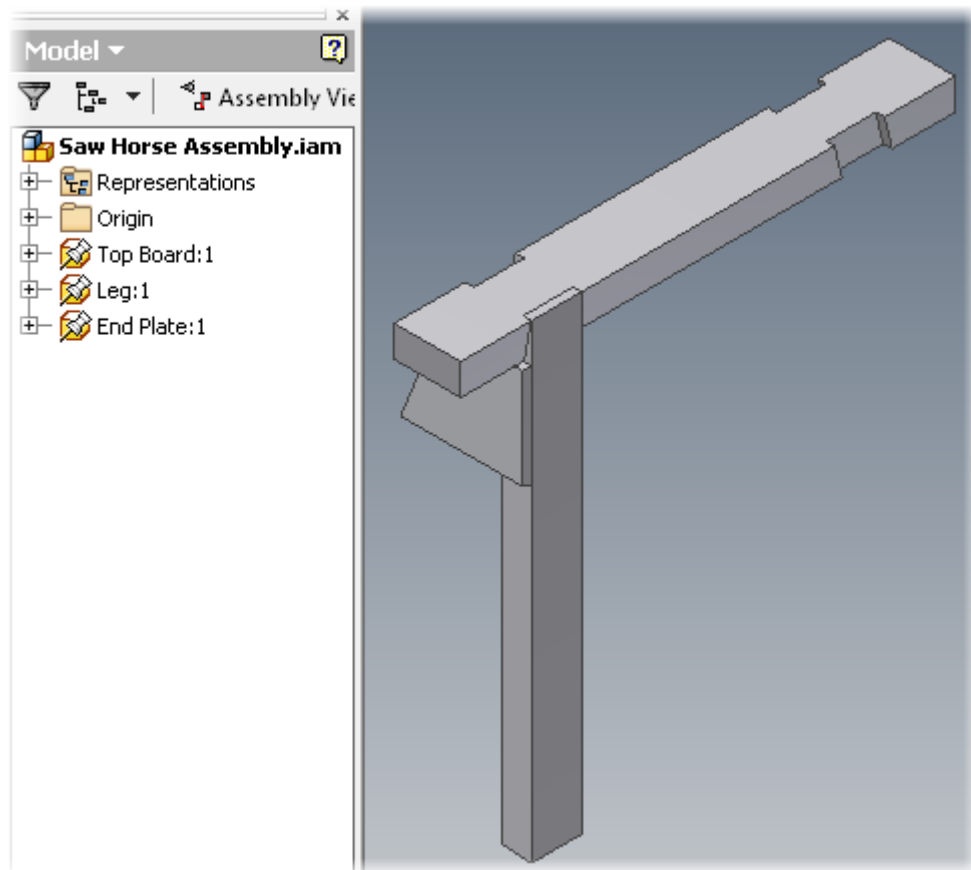 Model
?
Assembly Vie
Saw Horse Assembly.iam
Representations
Origin
Top Board:1
Leg:1
End Plate:1